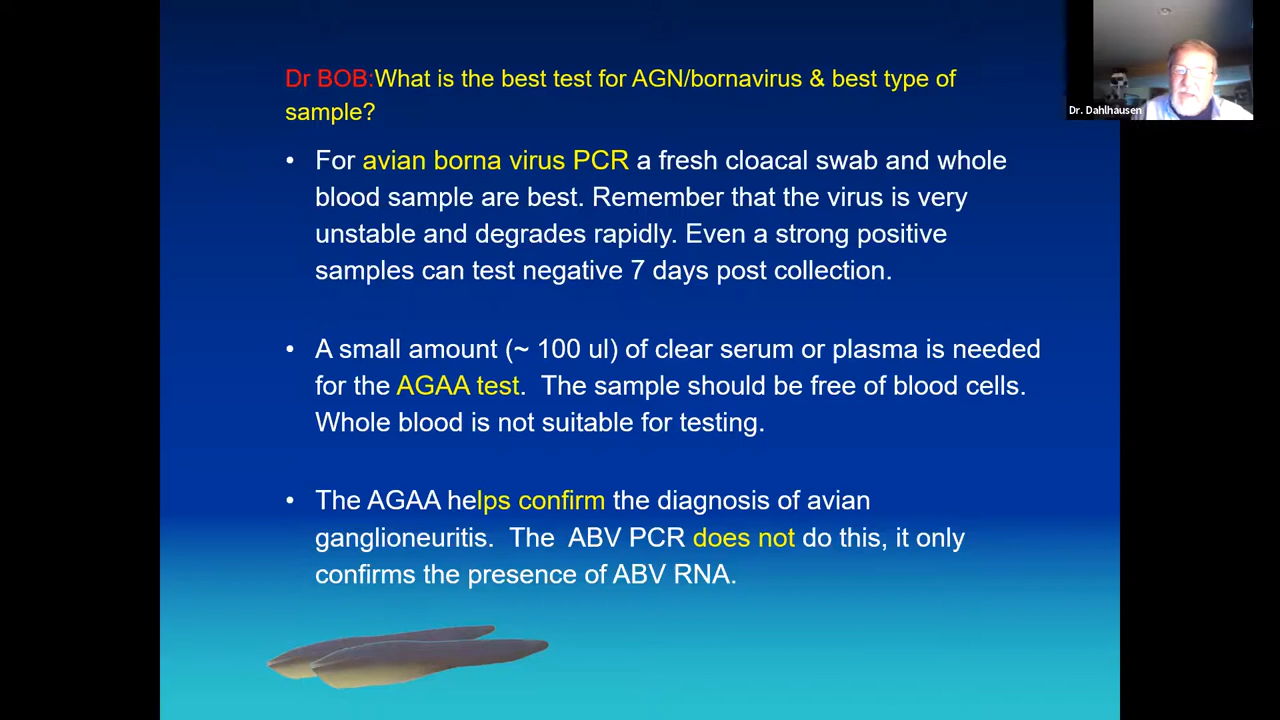 Dr BOB:What is the best test for AGN/bornavirus & best type of
sample?
• For avian borna virus PCR a fresh cloacal swab and whole
blood sample are best. Remember that the virus is very
unstable and degrades rapidly. Even a strong positive
samples can test negative 7 days post collection.
• A small amount (~ 100 ul) of clear serum or plasma is needed
for the AGAA test. The sample should be free of blood cells.
Whole blood is not suitable for testing.
• The AGAA helps confirm the diagnosis of avian
ganglioneuritis. The ABV PCR does not do this, it only
confirms the presence of ABV RNA.
Dr. Dahlhausen